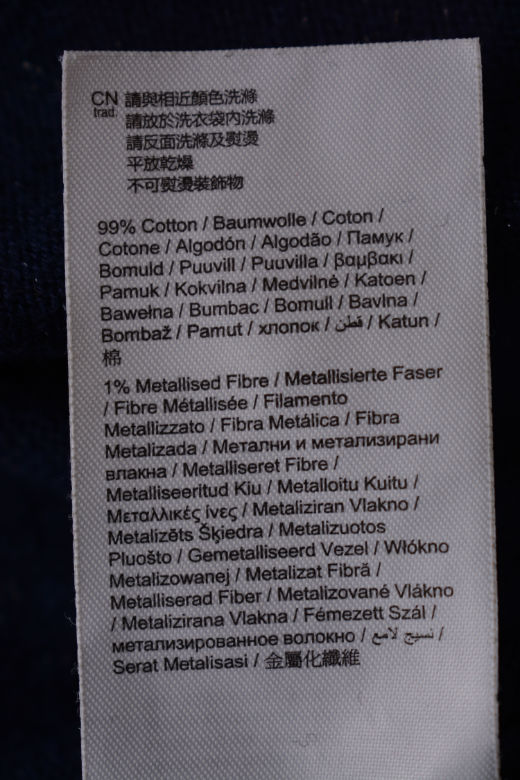 CN 請與相近顏色洗滌
trad. 請放於洗衣袋內洗滌
請反面洗滌及熨燙
平放乾燥
不可熨燙裝飾物
99% Cotton / Baumwolle / Coton /
Cotone / Algodón / Algodão / Памук /
Bomuld / Puuvill / Puuvilla / βαμβακι /
Pamuk / Kokvilna / Medvilnė / Katoen /
Bawełna / Bumbac / Bomull / Bavlna /
Bombaž / Pamut / хлопок / قطن / Katun /
棉
1% Metallised Fibre / Metallisierte Faser
/ Fibre Métallisée / Filamento
Metallizzato / Fibra Metálica / Fibra
Metalizada / Метални и метализирани
влакна / Metalliseret Fibre /
Metalliseeritud Kiu / Metalloitu Kuitu /
Μεταλλικές ίνες / Metaliziran Vlakno /
Metalizēts Šķiedra / Metalizuotos
Pluošto / Gemetalliseerd Vezel / Włókno
Metalizowanej / Metalizat Fibră /
Metalliserad Fiber / Metalizované Vlákno
/ Metalizirana Vlakna / Fémezett Szál /
метализированное волокно / نسيج لامع /
Serat Metalisasi / 金屬化纖維